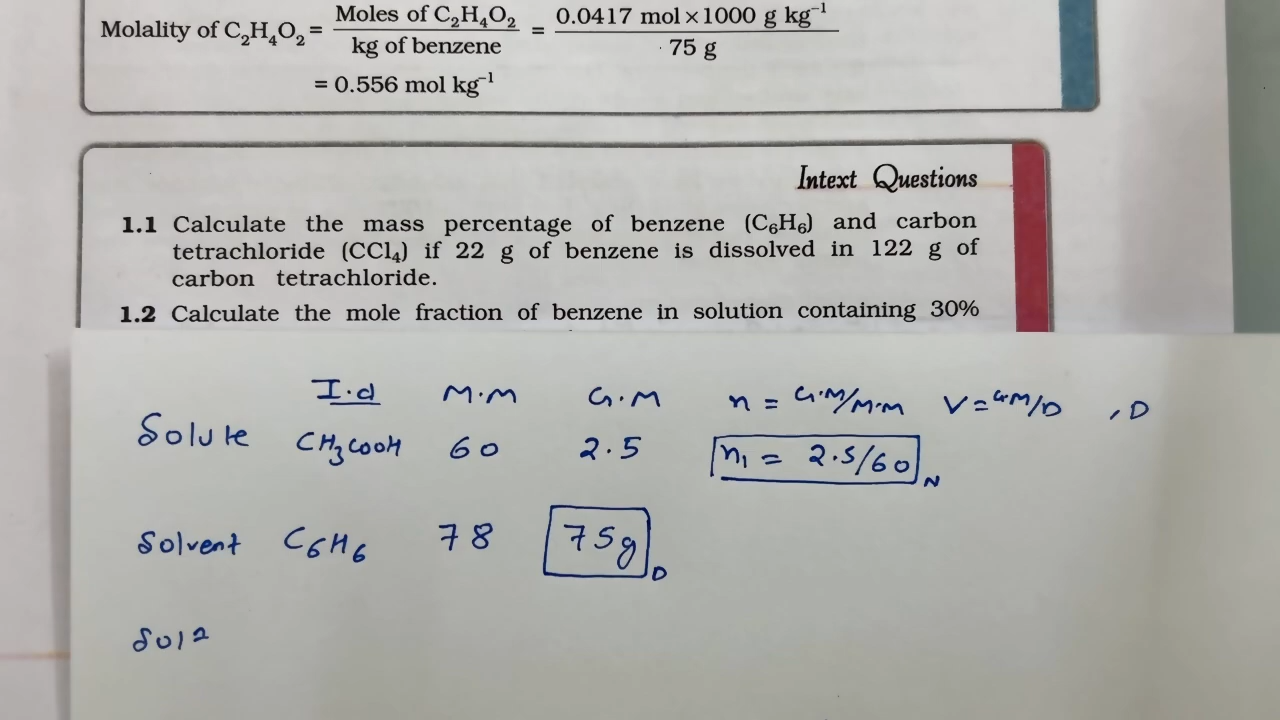 Molality of C₂H₄O₂ = Moles of C₂H₄O₂ / kg of benzene = 0.0417 mol × 1000 g kg⁻¹ / 75 g
= 0.556 mol kg⁻¹
Intext Questions
1.1 Calculate the mass percentage of benzene (C₆H₆) and carbon
tetrachloride (CCl₄) if 22 g of benzene is dissolved in 122 g of
carbon tetrachloride.
1.2 Calculate the mole fraction of benzene in solution containing 30%
I.d M.M G.M n = G.M/M.M V = G.M/D , D
Solute CH₃COOH 60 2.5 n₁ = 2.5/60 N
Solvent C₆H₆ 78 75g D
Solⁿ